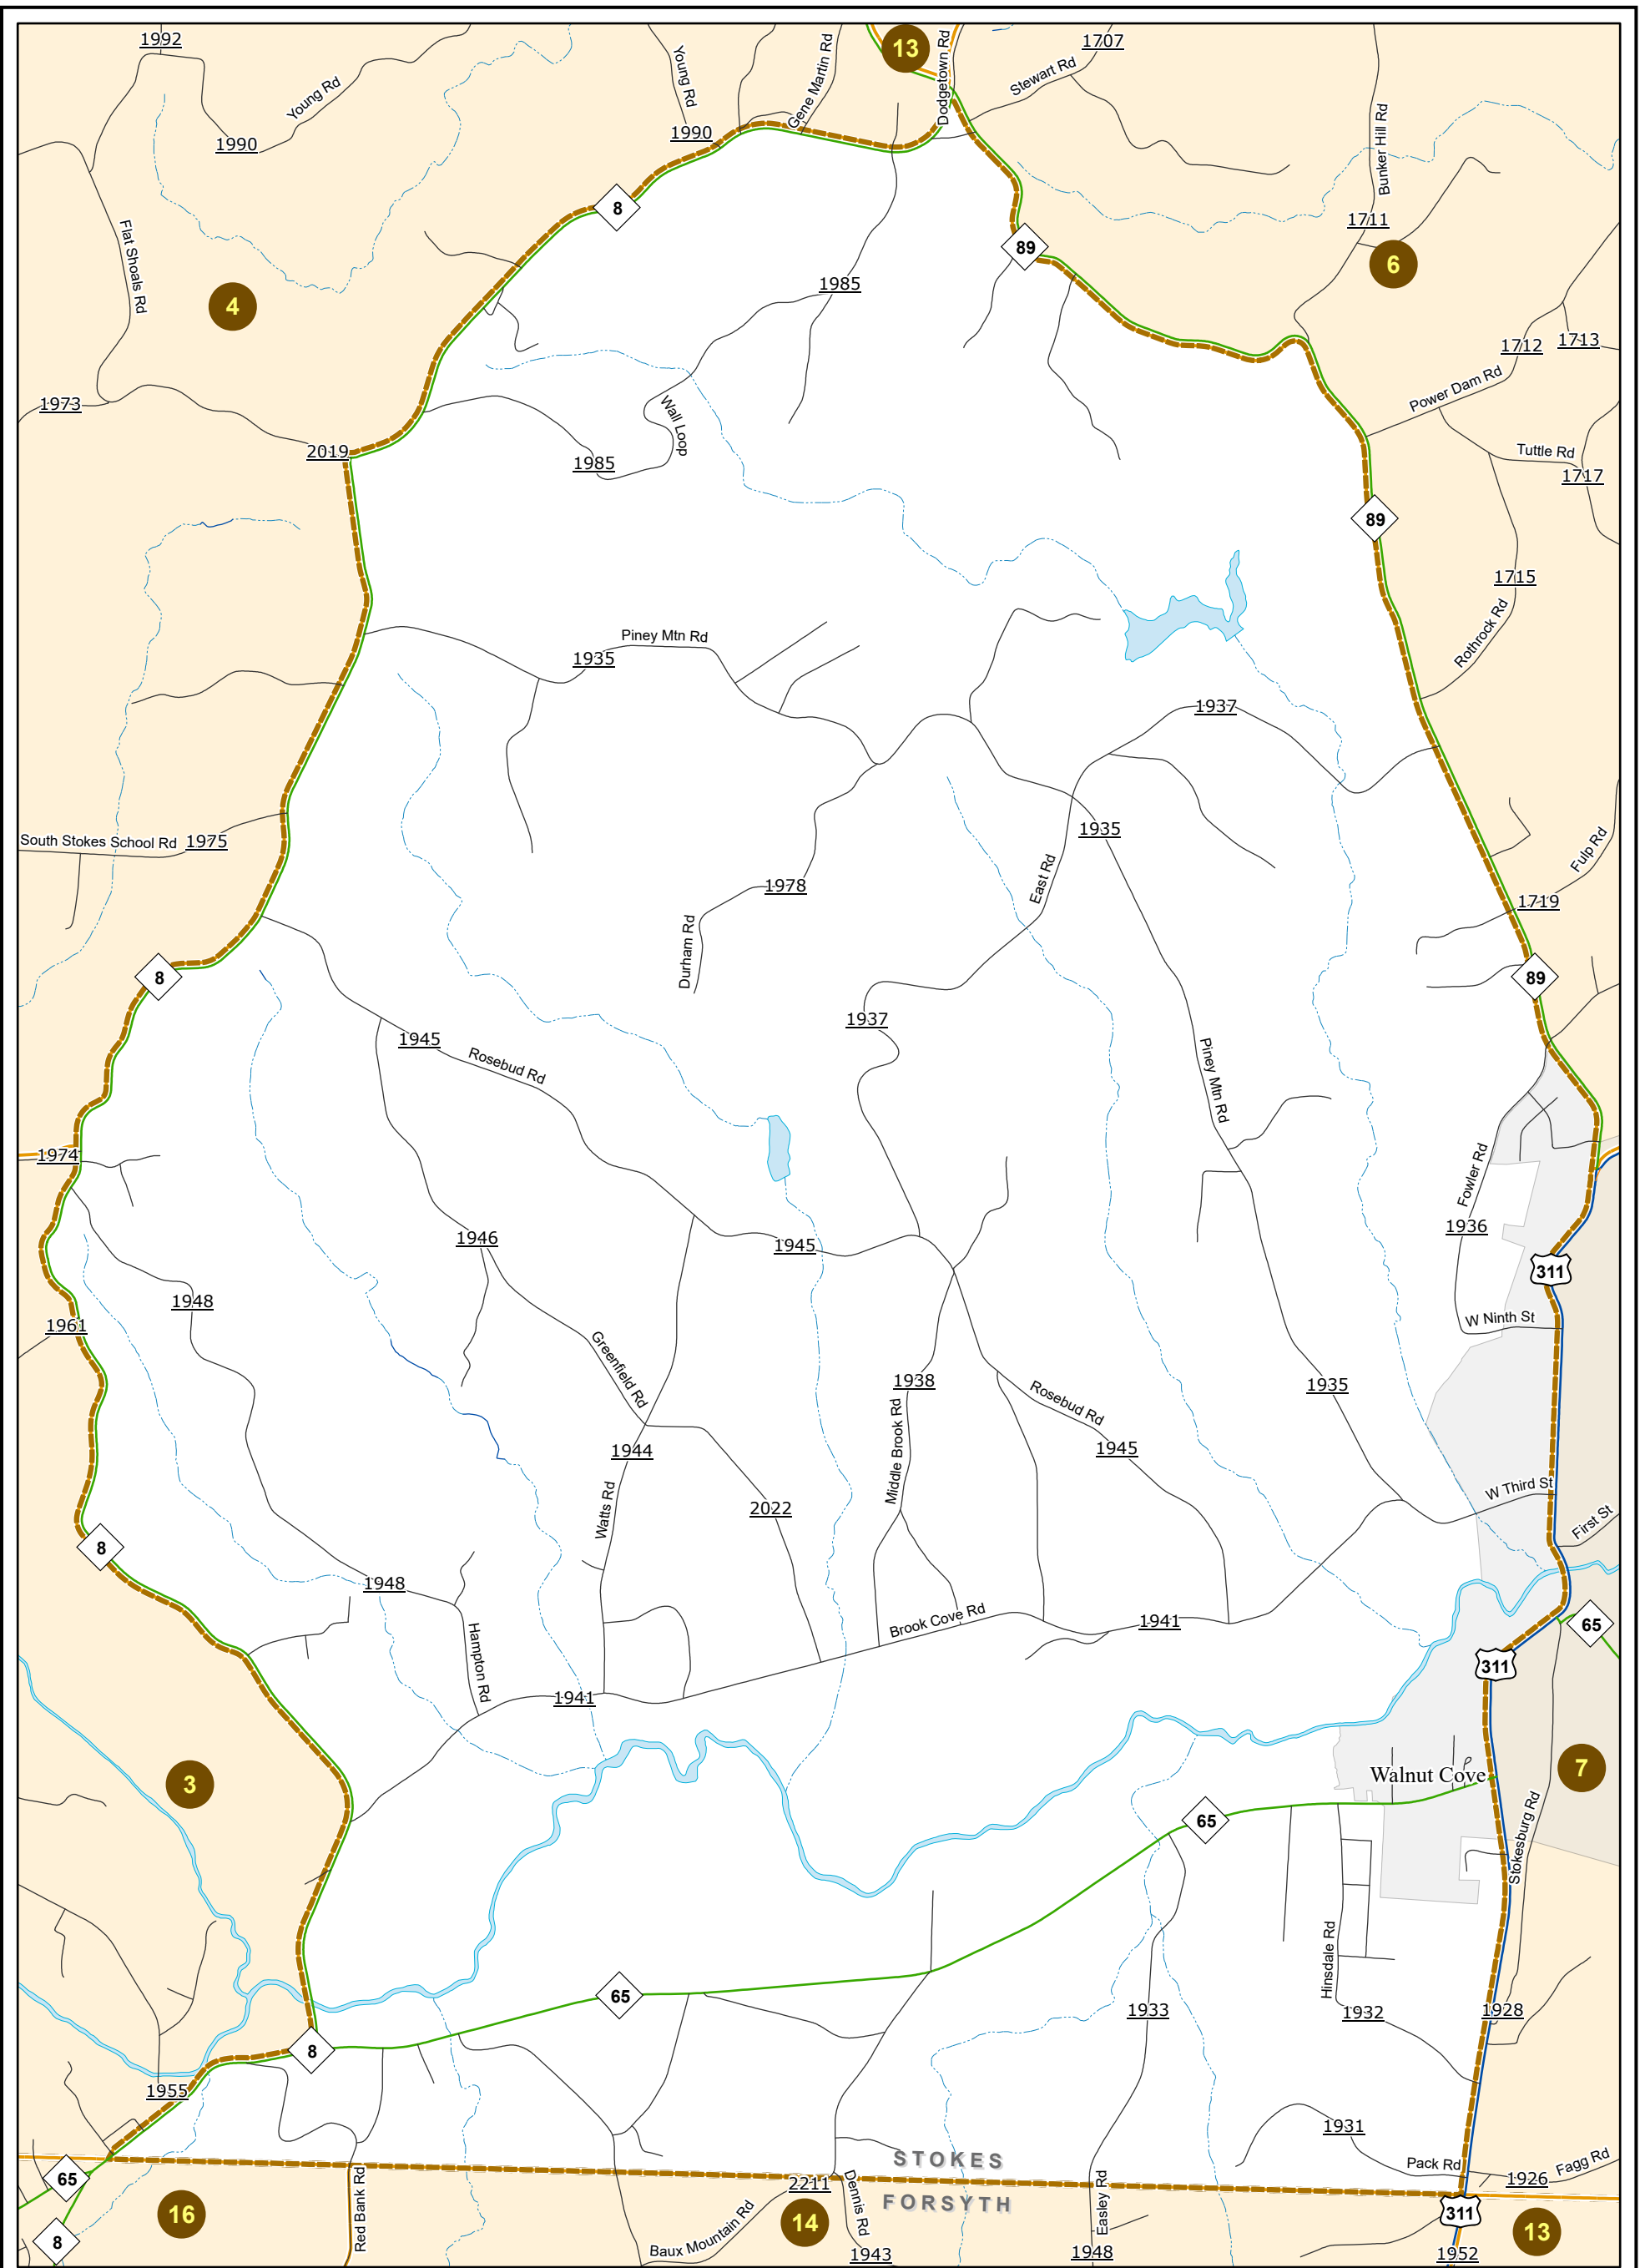 1992
13
Dodgetown Rd
1707
Young Rd
Young Rd
Gene Martin Rd
Stewart Rd
1990
1990
Bunker Hill Rd
8
1711
89
6
Flat Shoals Rd
4
1985
1712
1713
Power Dam Rd
1973
Wall Loop
2019
1985
Tuttle Rd
1717
89
1715
Rothrock Rd
Piney Mtn Rd
1935
1937
1935
South Stokes School Rd
1975
Fulp Rd
East Rd
1978
1719
Durham Rd
8
89
1937
1945
Rosebud Rd
Piney Mtn Rd
1974
Fowler Rd
1936
1946
1945
311
1948
1961
W Ninth St
Greenfield Rd
1938
1935
Rosebud Rd
Middle Brook Rd
1944
1945
2022
W Third St
Watts Rd
First St
8
1948
Brook Cove Rd
1941
65
Hampton Rd
311
1941
3
7
Walnut Cove
65
Stokesburg Rd
Hinsdale Rd
65
1933
1932
1928
8
1955
1931
STOKES
Pack Rd
Fagg Rd
65
2211
1926
FORSYTH
16
Red Bank Rd
14
Dennis Rd
Easley Rd
311
13
8
Baux Mountain Rd
1943
1948
1952